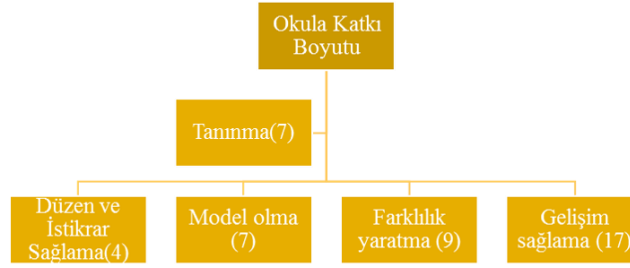 Okula Katkı
Boyutu
Tanınma(7)
Düzen ve
İstikrar
Sağlama(4)
Model olma
(7)
Farklılık
yaratma (9)
Gelişim
sağlama (17)